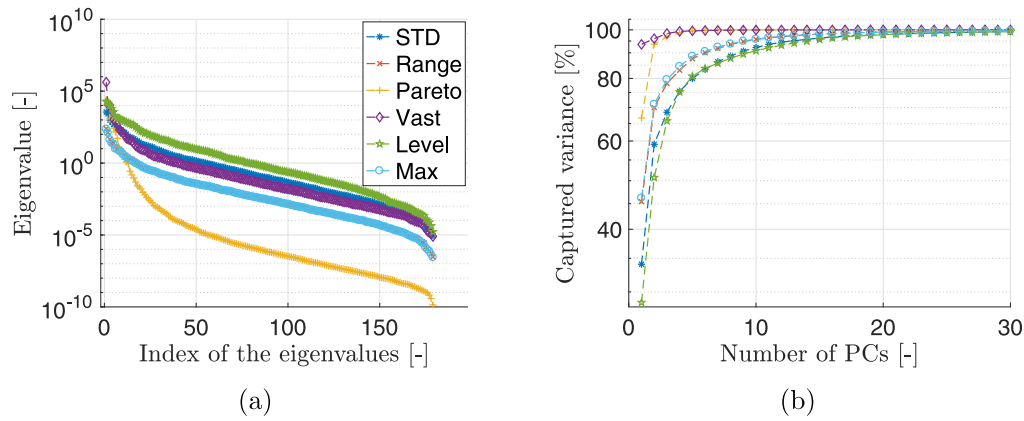 10^10
10^5
10^0
10^-5
10^-10
Eigenvalue [-]
0 50 100 150
Index of the eigenvalues [-]
STD
Range
Pareto
Vast
Level
Max
(a)
100
80
60
40
Captured variance [%]
0 10 20 30
Number of PCs [-]
(b)